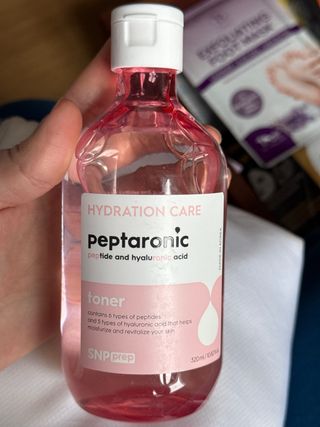 HYDRATION CARE
peptaronic
peptide and hyaluronic acid
toner
contains 6 types of peptides
and 5 types of hyaluronic acid that helps
moisturize and revitalize your skin
SNP prep
320mL/
EXFOLIATING
FOOT MASK